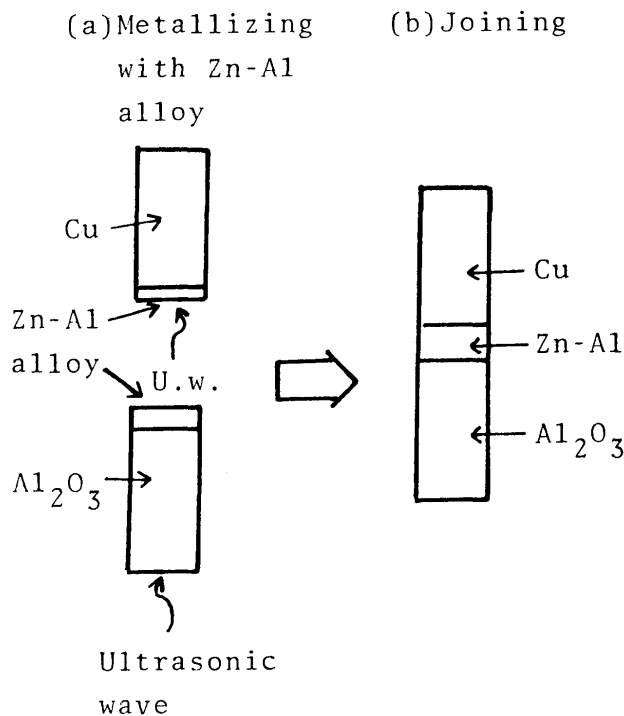 (a)Metallizing
with Zn-Al
alloy
(b)Joining
Cu
Zn-Al
alloy
U.w.
Al₂O₃
Ultrasonic
wave
Cu
Zn-Al
Al₂O₃